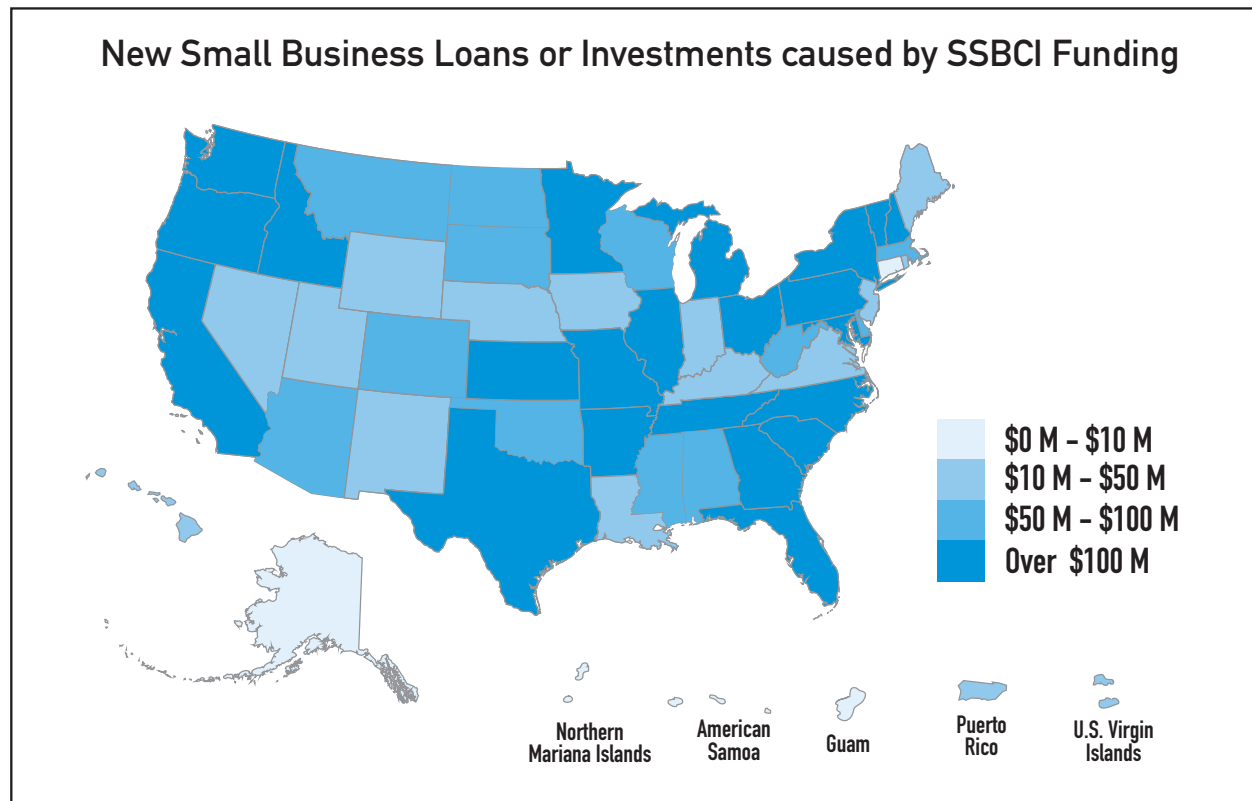 New Small Business Loans or Investments caused by SSBCI Funding
$0 M – $10 M
$10 M – $50 M
$50 M – $100 M
Over $100 M
Northern
Mariana Islands
American
Samoa
Guam
Puerto
Rico
U.S. Virgin
Islands